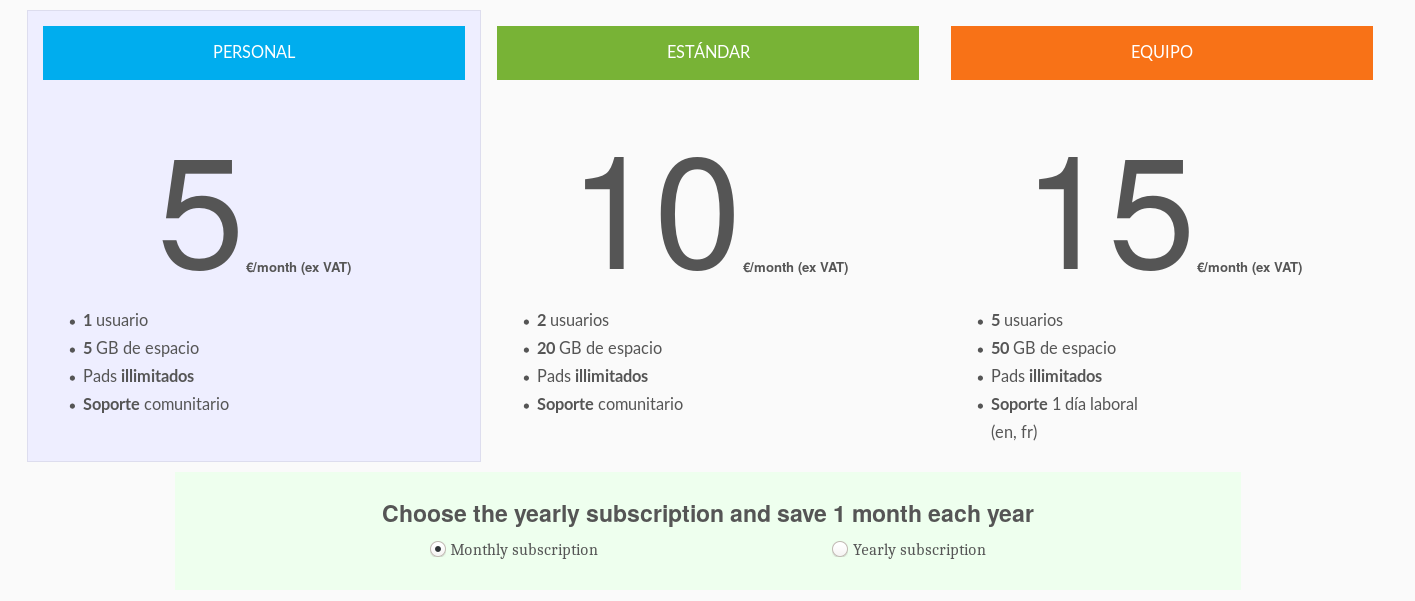 PERSONAL
5 €/month (ex VAT)
• 1 usuario
• 5 GB de espacio
• Pads illimitados
• Soporte comunitario
ESTÁNDAR
10 €/month (ex VAT)
• 2 usuarios
• 20 GB de espacio
• Pads illimitados
• Soporte comunitario
EQUIPO
15 €/month (ex VAT)
• 5 usuarios
• 50 GB de espacio
• Pads illimitados
• Soporte 1 día laboral
(en, fr)
Choose the yearly subscription and save 1 month each year
Monthly subscription
Yearly subscription